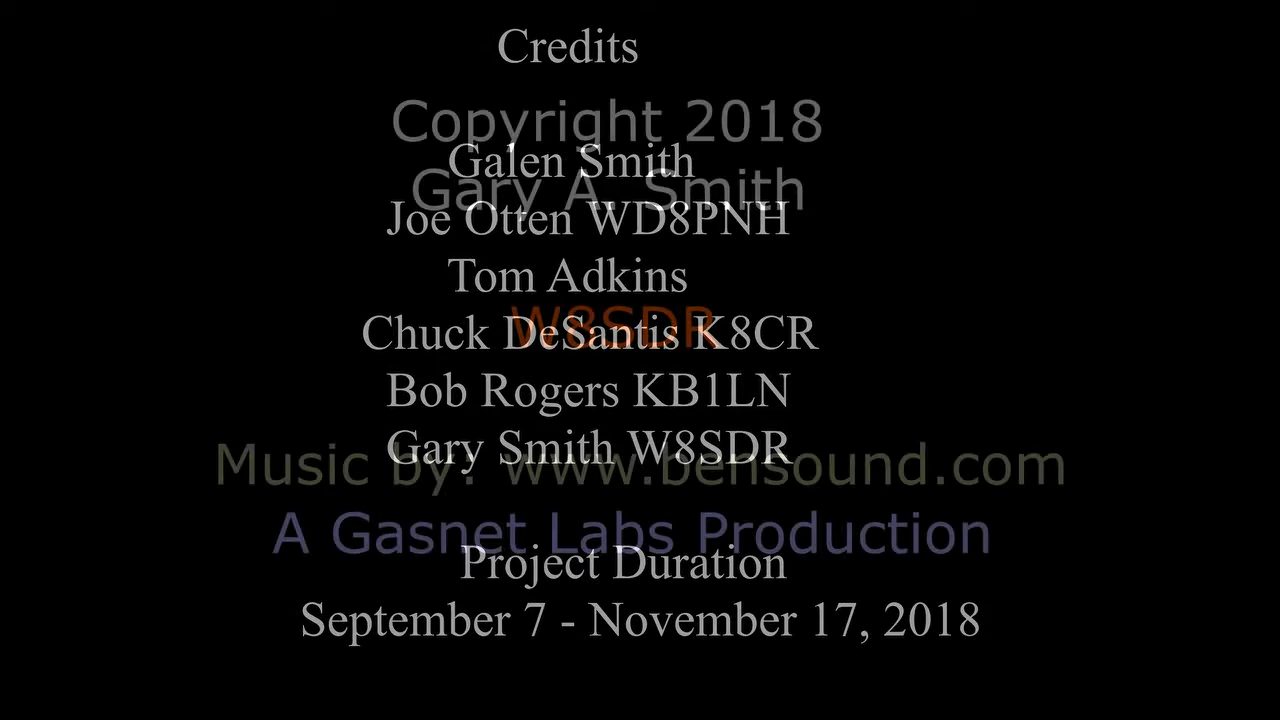 Credits
Copyright 2018
Galen Smith
Gary A. Smith
Joe Otten WD8PNH
Tom Adkins
W8SDR
Chuck DeSantis K8CR
Bob Rogers KB1LN
Gary Smith W8SDR
Music by: www.bensound.com
A Gasnet Labs Production
Project Duration
September 7 - November 17, 2018